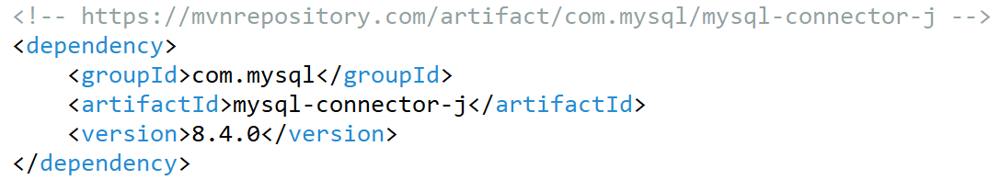 <!-- https://mvnrepository.com/artifact/com.mysql/mysql-connector-j -->
<dependency>
    <groupId>com.mysql</groupId>
    <artifactId>mysql-connector-j</artifactId>
    <version>8.4.0</version>
</dependency>